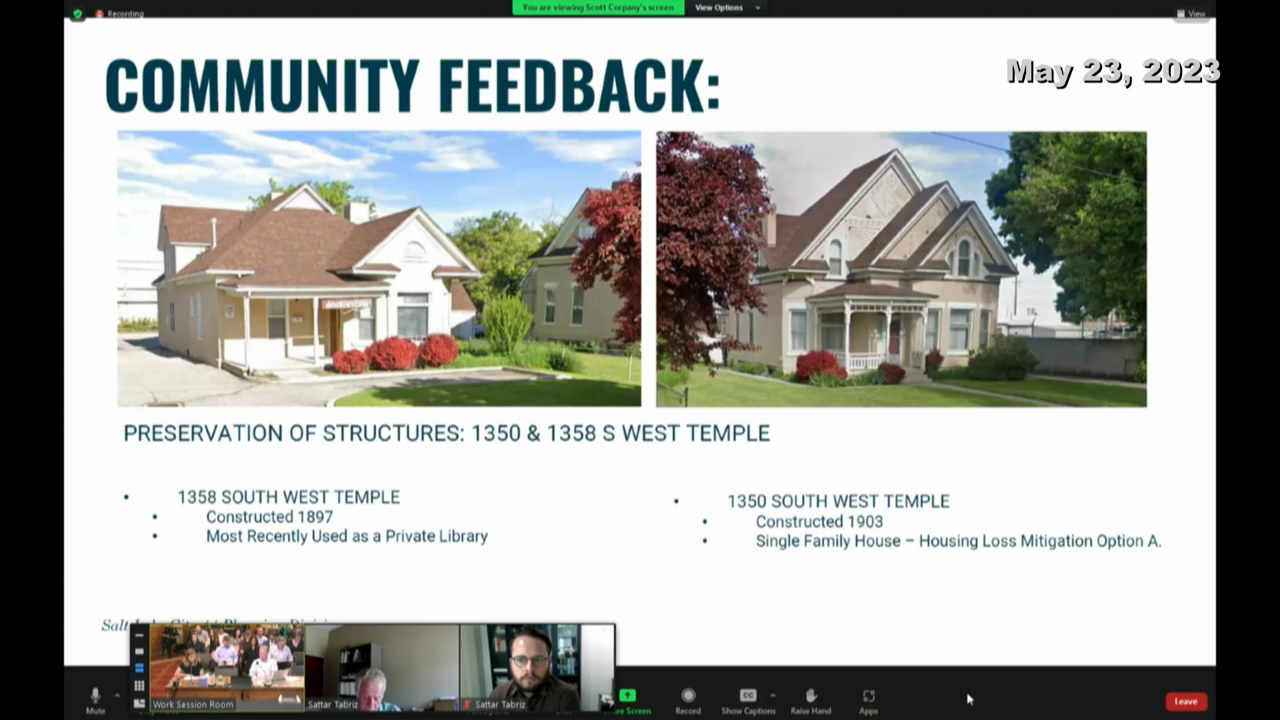 Recording
You are viewing Scott Corpany's screen
View Options
View
May 23, 2023
COMMUNITY FEEDBACK:
PRESERVATION OF STRUCTURES: 1350 & 1358 S WEST TEMPLE
• 1358 SOUTH WEST TEMPLE
• Constructed 1897
• Most Recently Used as a Private Library
• 1350 SOUTH WEST TEMPLE
• Constructed 1903
• Single Family House – Housing Loss Mitigation Option A.
Work Session Room
Sattar Tabriz
Sattar Tabriz
Mute
Share Screen
Record
CC
Show Captions
Raise Hand
Apps
Leave